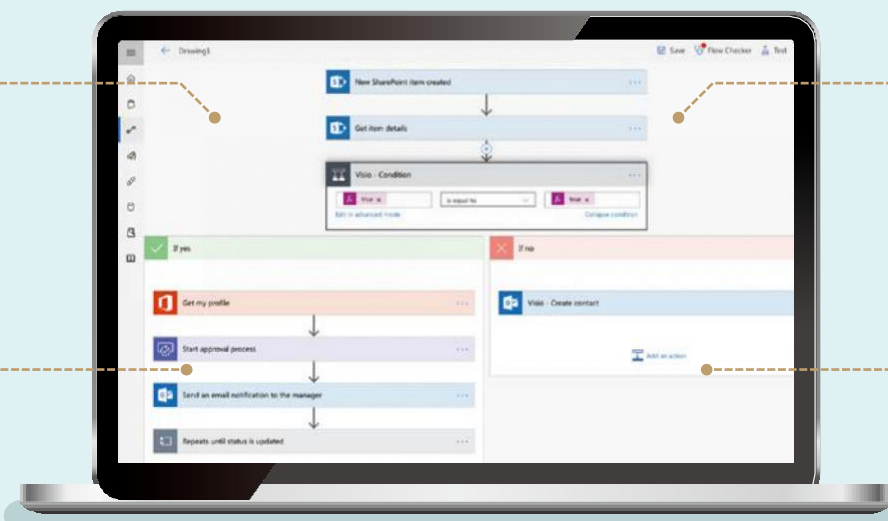 Drawing1
Save
Flow Checker
Test
New SharePoint item created
Get item details
Visio - Condition
true x
is equal to
true x
Edit in advanced mode
Collapse condition
If yes
If no
Get my profile
Visio - Create contact
Start approval process
Add an action
Send an email notification to the manager
Repeats until status is updated